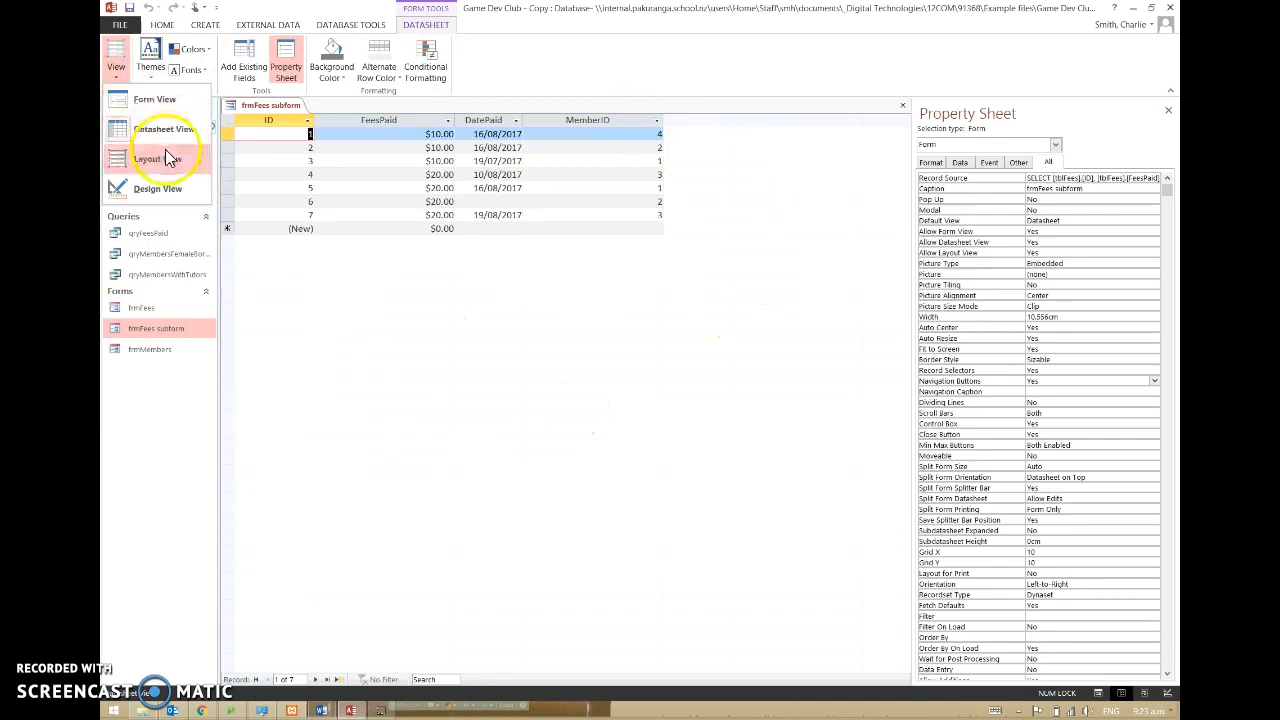 FORM TOOLS
Game Dev Club - Copy : Database- \\internal.pakuranga.school.nz\users\Home\Staff\smh\documents\_Digital Technologies\12COM\91368\Example files\Game Dev Cl...
FILE HOME CREATE EXTERNAL DATA DATABASE TOOLS DATASHEET
Smith, Charlie
View
Themes
Colors
Fonts
Add Existing Fields
Property Sheet
Background Color
Alternate Row Color
Conditional Formatting
Tools
Formatting
Form View
Datasheet View
Layout View
Design View
Queries
qryFeesPaid
qryMembersFemaleBor...
qryMembersWithTutors
Forms
frmFees
frmFees subform
frmMembers
frmFees subform
ID FeesPaid DatePaid MemberID
1 $10.00 16/08/2017 4
2 $10.00 16/08/2017 2
3 $10.00 19/07/2017 1
4 $20.00 10/08/2017 3
5 $20.00 16/08/2017 1
6 $20.00 2
7 $20.00 19/08/2017 3
(New) $0.00
Property Sheet
Selection type: Form
Form
Format Data Event Other All
Record Source SELECT [tblFees].[ID], [tblFees].[FeesPaid]
Caption frmFees subform
Pop Up No
Modal No
Default View Datasheet
Allow Form View Yes
Allow Datasheet View Yes
Allow Layout View Yes
Picture Type Embedded
Picture (none)
Picture Tiling No
Picture Alignment Center
Picture Size Mode Clip
Width 10.556cm
Auto Center Yes
Auto Resize Yes
Fit to Screen Yes
Border Style Sizable
Record Selectors Yes
Navigation Buttons Yes
Navigation Caption
Dividing Lines No
Scroll Bars Both
Control Box Yes
Close Button Yes
Min Max Buttons Both Enabled
Moveable No
Split Form Size Auto
Split Form Orientation Datasheet on Top
Split Form Splitter Bar Yes
Split Form Datasheet Allow Edits
Split Form Printing Form Only
Save Splitter Bar Position Yes
Subdatasheet Expanded No
Subdatasheet Height 0cm
Grid X 10
Grid Y 10
Layout for Print No
Orientation Left-to-Right
Recordset Type Dynaset
Fetch Defaults Yes
Filter
Filter On Load No
Order By
Order By On Load Yes
Wait for Post Processing No
Data Entry No
Record: 1 of 7 No Filter Search
NUM LOCK
RECORDED WITH
SCREENCAST MATIC
ENG 9:23 a.m.